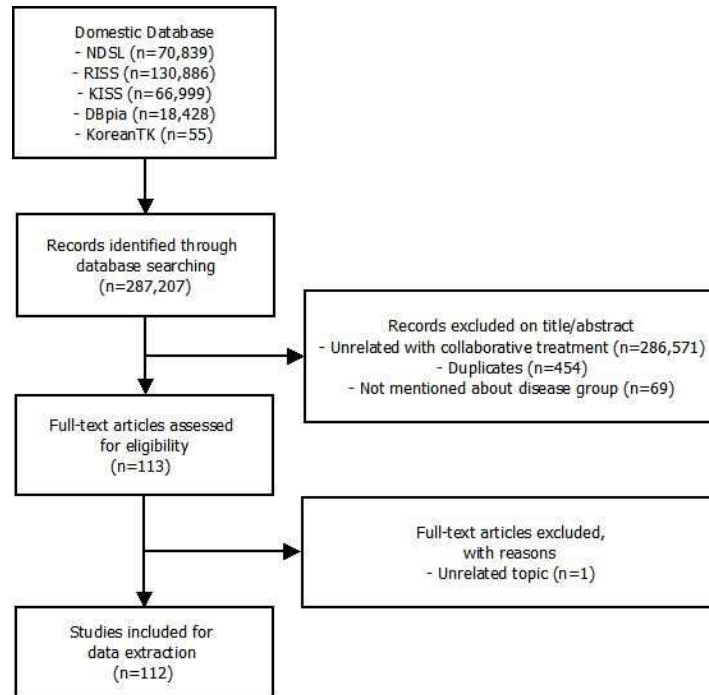 Domestic Database
- NDSL (n=70,839)
- RISS (n=130,886)
- KISS (n=66,999)
- DBpia (n=18,428)
- KoreanTK (n=55)
Records identified through
database searching
(n=287,207)
Records excluded on title/abstract
- Unrelated with collaborative treatment (n=286,571)
- Duplicates (n=454)
- Not mentioned about disease group (n=69)
Full-text articles assessed
for eligibility
(n=113)
Full-text articles excluded,
with reasons
- Unrelated topic (n=1)
Studies included for
data extraction
(n=112)